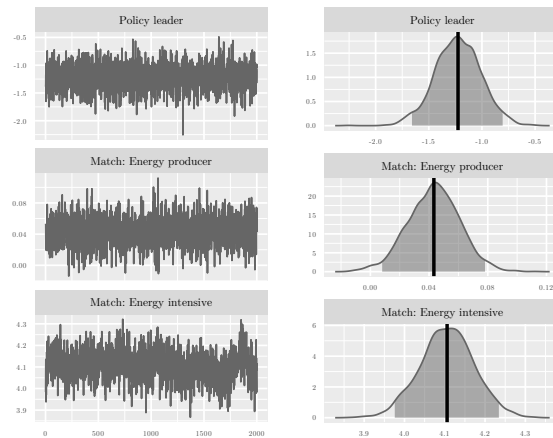 Policy leader
-0.5
-1.0
-1.5
-2.0
Match: Energy producer
0.08
0.04
0.00
Match: Energy intensive
4.3
4.2
4.1
4.0
3.9
0 500 1000 1500 2000
Policy leader
1.5
1.0
0.5
0.0
-2.0 -1.5 -1.0 -0.5
Match: Energy producer
20
15
10
5
0
0.00 0.04 0.08 0.12
Match: Energy intensive
6
4
2
0
3.9 4.0 4.1 4.2 4.3